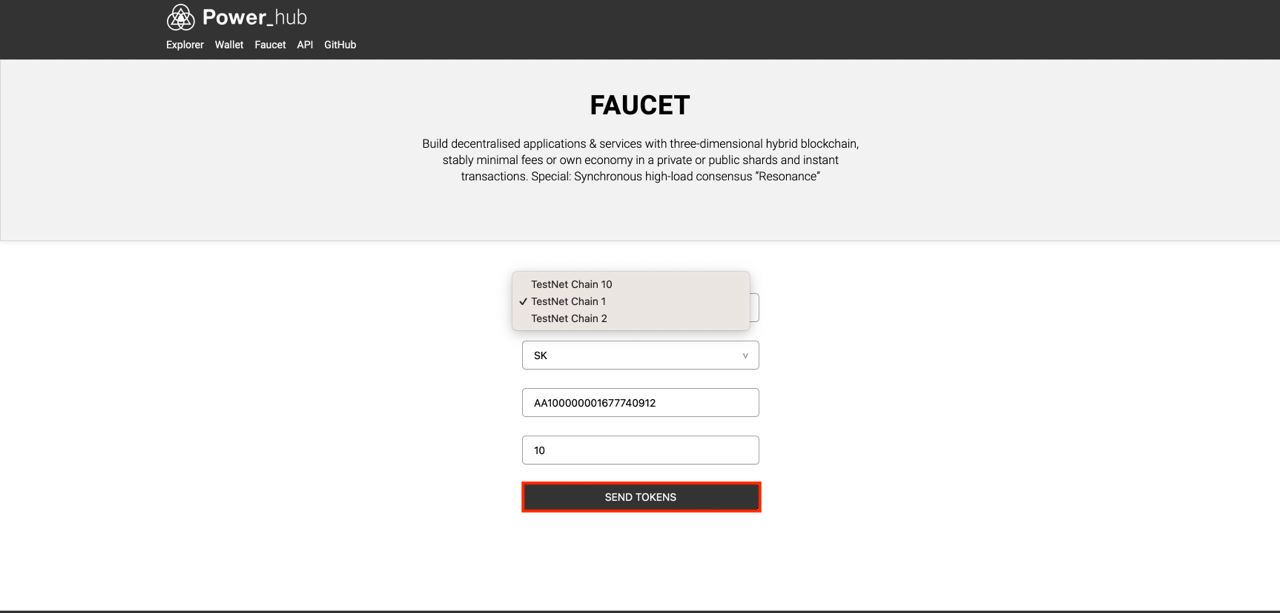 Power_hub
Explorer Wallet Faucet API GitHub
FAUCET
Build decentralised applications & services with three-dimensional hybrid blockchain,
stably minimal fees or own economy in a private or public shards and instant
transactions. Special: Synchronous high-load consensus “Resonance”
TestNet Chain 10
✓ TestNet Chain 1
TestNet Chain 2
SK v
AA100000001677740912
10
SEND TOKENS